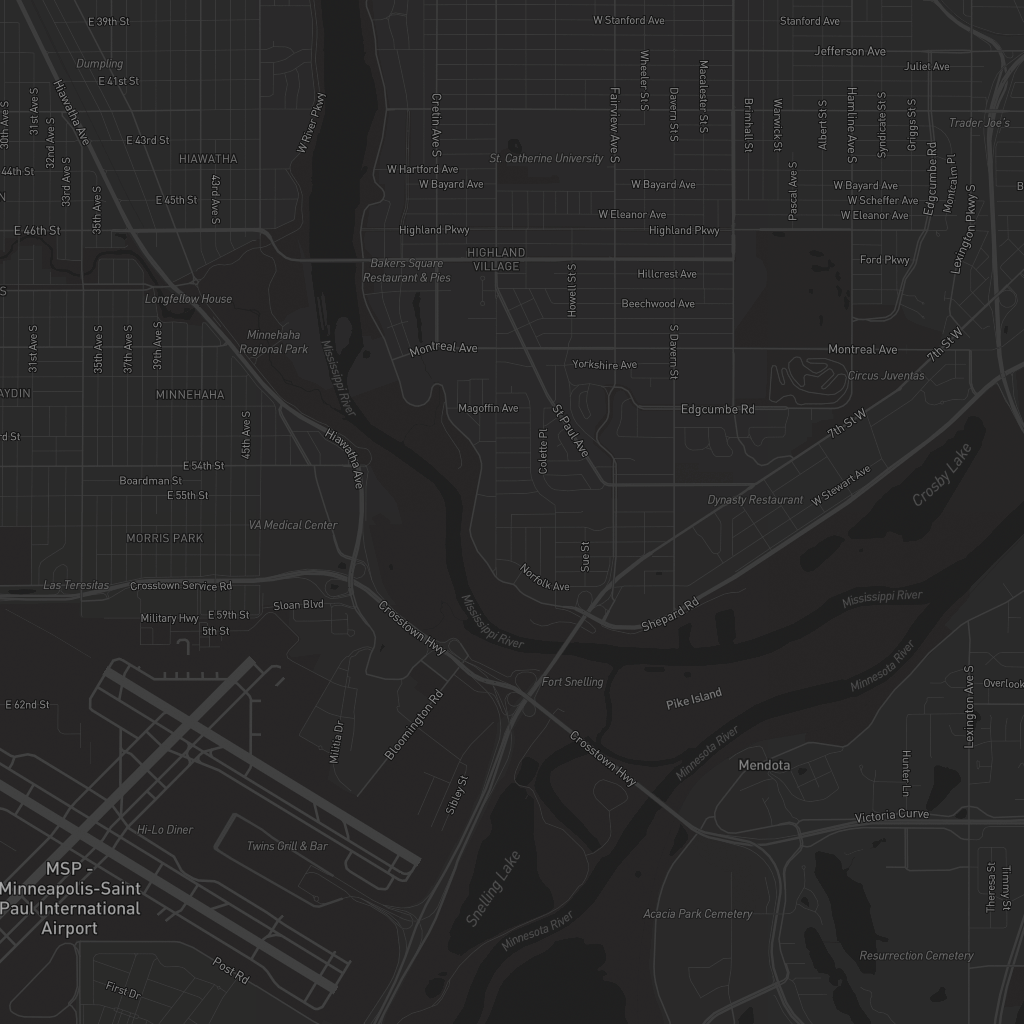 E 39th St
W Stanford Ave
Stanford Ave
Jefferson Ave
Dumpling
E 41st St
Juliet Ave
Wheeler St S
Macalester St S
Hiawatha Ave
31st Ave S
30th Ave S
32nd Ave S
33rd Ave S
35th Ave S
W River Pkwy
Cretin Ave S
Fairview Ave S
Davern St S
Brimhall St
Warwick St
Albert St S
Hamline Ave S
Syndicate St S
Griggs St S
Trader Joe's
E 43rd St
HIAWATHA
St. Catherine University
44th St
W Hartford Ave
W Bayard Ave
W Bayard Ave
W Bayard Ave
Pascal Ave S
Edgcumbe Rd
Montcalm Pl
Lexington Pkwy S
43rd Ave S
E 45th St
W Scheffer Ave
W Eleanor Ave
W Eleanor Ave
E 46th St
Highland Pkwy
Highland Pkwy
HIGHLAND
VILLAGE
Bakers Square
Restaurant & Pies
Ford Pkwy
Hillcrest Ave
Howell St S
Longfellow House
Beechwood Ave
Minnehaha
Regional Park
31st Ave S
35th Ave S
37th Ave S
39th Ave S
Mississippi River
Montreal Ave
S Davern St
Montreal Ave
7th St W
Yorkshire Ave
Circus Juventas
AYDIN
MINNEHAHA
Magoffin Ave
Edgcumbe Rd
St Paul Ave
7th St W
45th Ave S
rd St
Hiawatha Ave
Colette Pl
E 54th St
Boardman St
E 55th St
W Stewart Ave
Crosby Lake
Dynasty Restaurant
VA Medical Center
MORRIS PARK
Sue St
Las Teresitas
Crosstown Service Rd
Norfolk Ave
Sloan Blvd
Military Hwy
E 59th St
5th St
Crosstown Hwy
Mississippi River
Shepard Rd
Mississippi River
Minnesota River
Fort Snelling
Pike Island
Lexington Ave S
Overlook
E 62nd St
Militia Dr
Bloomington Rd
Crosstown Hwy
Minnesota River
Mendota
Hunter Ln
Sibley St
Victoria Curve
Hi-Lo Diner
Twins Grill & Bar
MSP -
Minneapolis-Saint
Paul International
Airport
Snelling Lake
Theresa St
Timmy St
Acacia Park Cemetery
Minnesota River
Resurrection Cemetery
Post Rd
First Dr